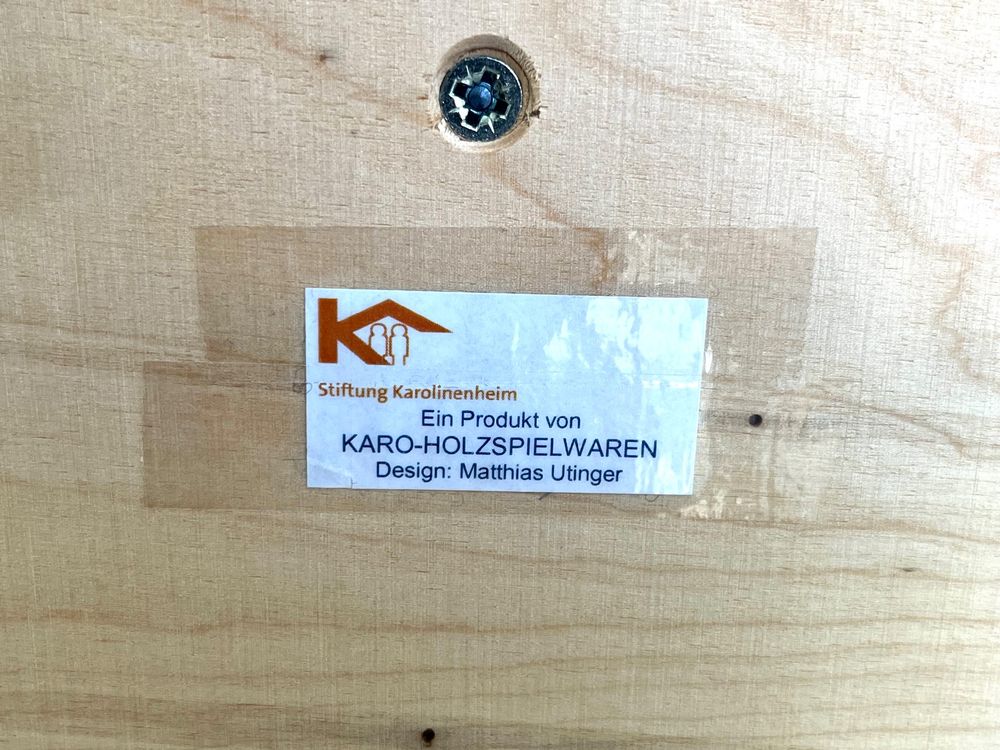 K
Stiftung Karolinenheim
Ein Produkt von
KARO-HOLZSPIELWAREN
Design: Matthias Utinger